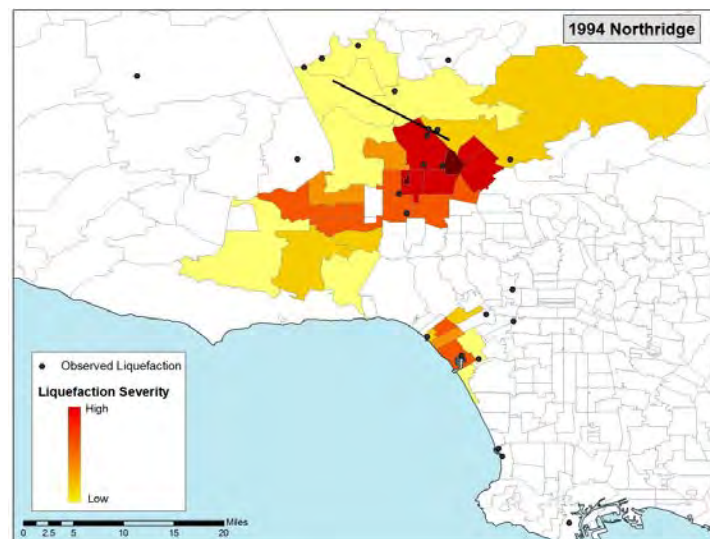 1994 Northridge
Observed Liquefaction
Liquefaction Severity
High
Low
Miles
0 2.5 5 10 15 20